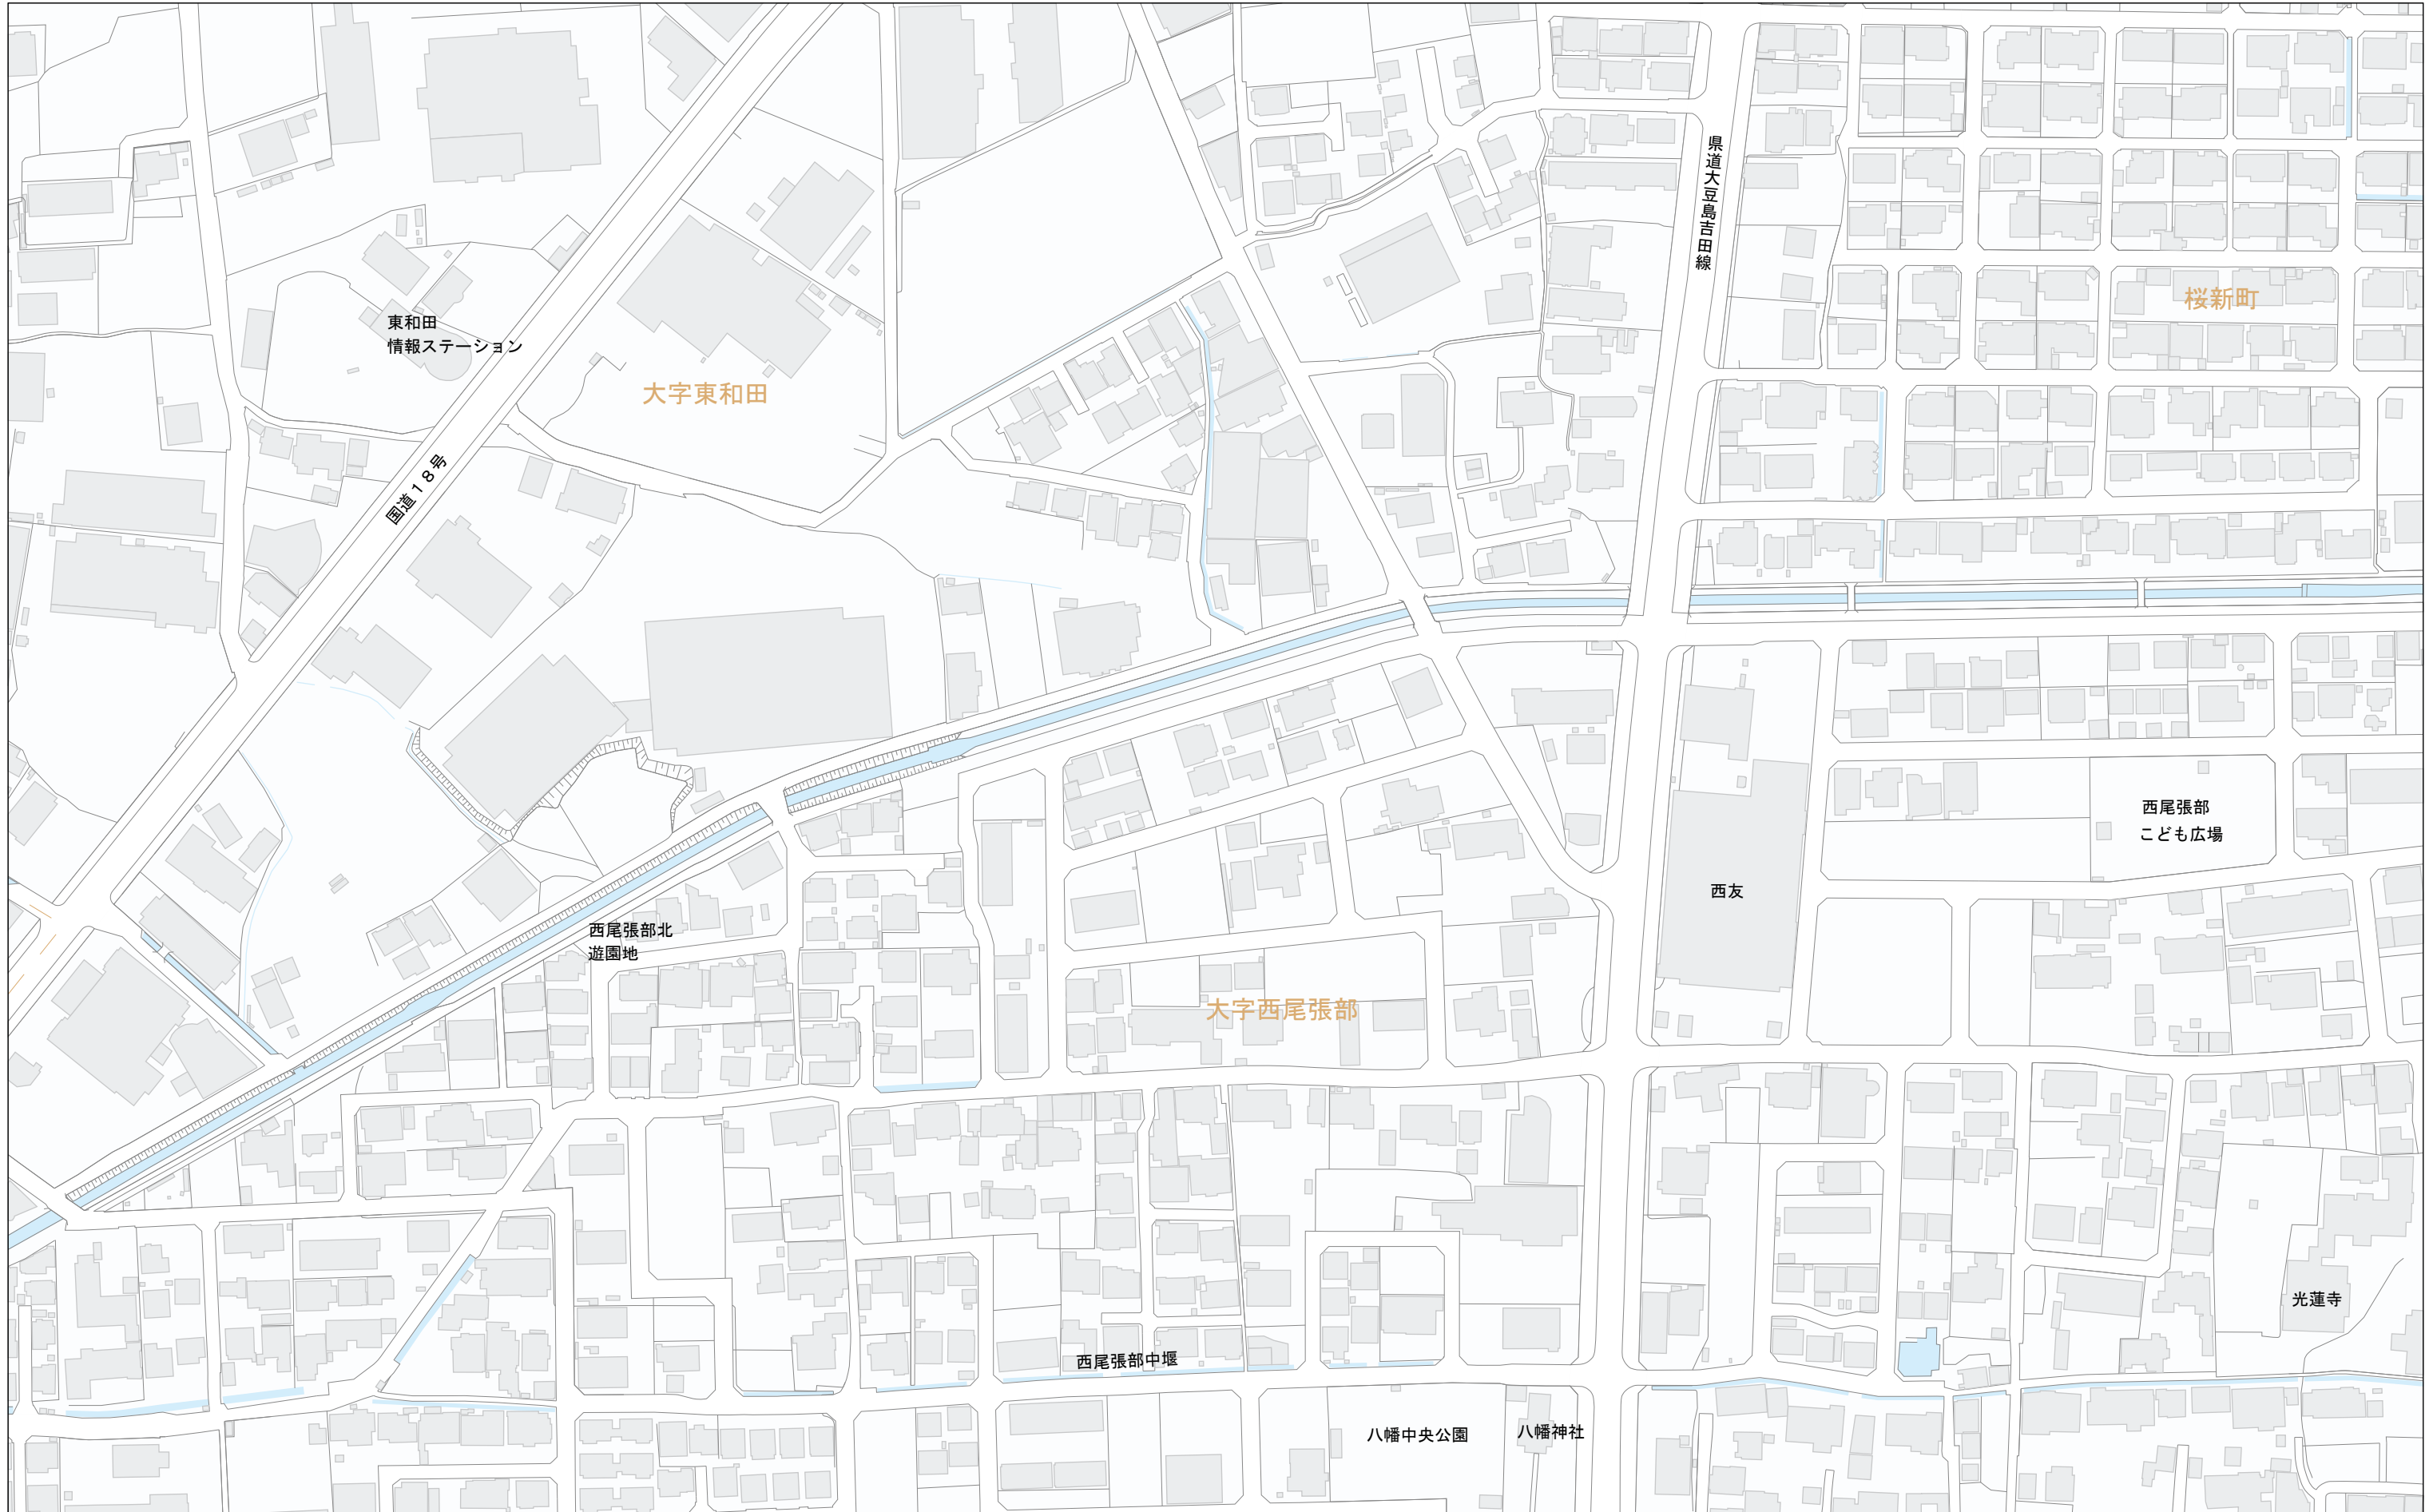 県道大豆島吉田線
桜新町
東和田
情報ステーション
大字東和田
国道１８号
西尾張部
こども広場
西友
西尾張部北
遊園地
大字西尾張部
光蓮寺
西尾張部中堰
八幡中央公園
八幡神社